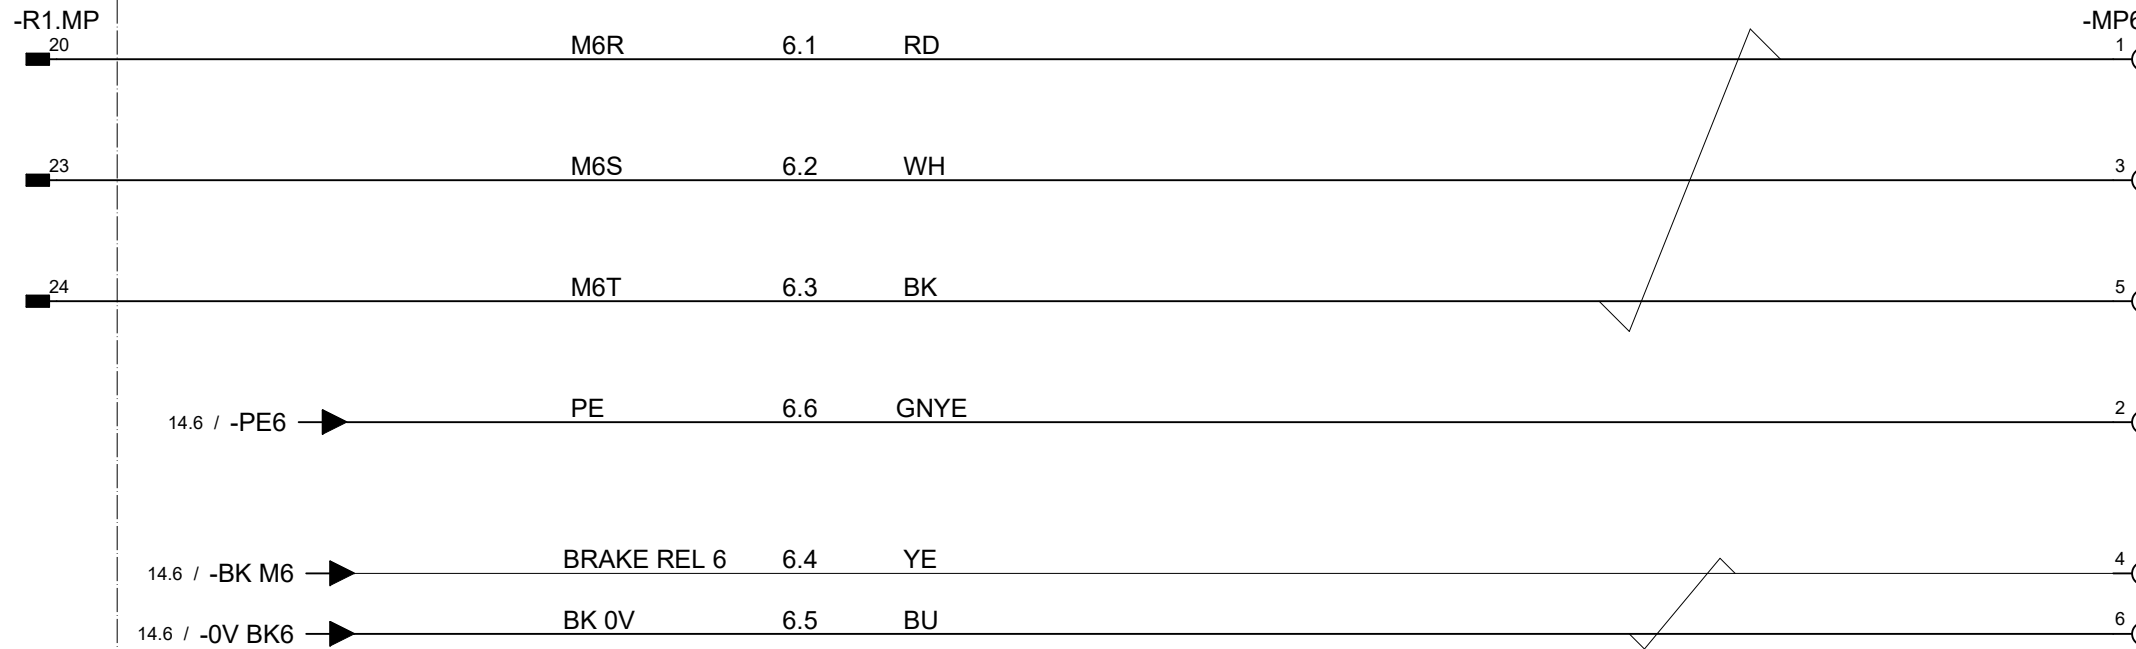 -R1.MP -MP6
20 M6R 6.1 RD 1
23 M6S 6.2 WH 3
24 M6T 6.3 BK 5
14.6 / -PE6 PE 6.6 GNYE 2
14.6 / -BK M6 BRAKE REL 6 6.4 YE 4
14.6 / -0V BK6 BK 0V 6.5 BU 6